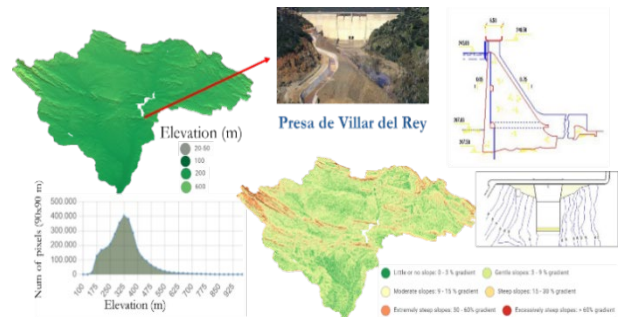 Elevation (m)
20-50
100
200
600
Presa de Villar del Rey
Num of pixels (90x90 m)
500.000
400.000
300.000
200.000
100.000
0
100
175
250
325
400
475
550
625
700
775
850
925
Elevation (m)
Little or no slope: 0 - 3 % gradient
Gentle slopes: 3 - 9 % gradient
Moderate slopes: 9 - 15 % gradient
Steep slopes: 15 - 30 % gradient
Extremely steep slopes: 30 - 60% gradient
Excessively steep slopes: > 60% gradient